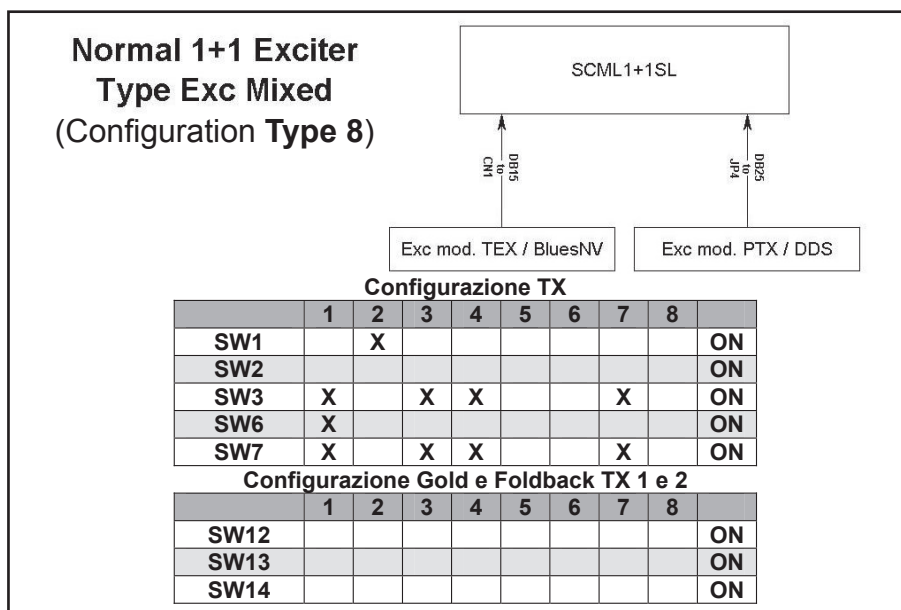 Normal 1+1 Exciter
Type Exc Mixed
(Configuration Type 8)
SCML1+1SL
DB15
to
CN1
DB25
to
JP4
Exc mod. TEX / BluesNV
Exc mod. PTX / DDS
Configurazione TX
1 2 3 4 5 6 7 8
SW1 X ON
SW2 ON
SW3 X X X X ON
SW6 X ON
SW7 X X X X ON
Configurazione Gold e Foldback TX 1 e 2
1 2 3 4 5 6 7 8
SW12 ON
SW13 ON
SW14 ON